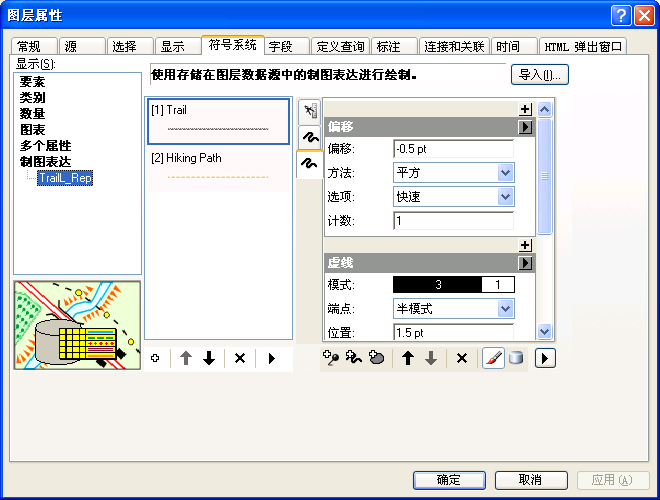 图层属性
常规 源 选择 显示 符号系统 字段 定义查询 标注 连接和关联 时间 HTML 弹出窗口
显示(S):
要素
类别
数量
图表
多个属性
制图表达
TrailL_Rep
使用存储在图层数据源中的制图表达进行绘制。
导入(I)...
[1] Trail
[2] Hiking Path
偏移
偏移: -0.5 pt
方法: 平方
选项: 快速
计数: 1
虚线
模式: 3 1
端点: 半模式
位置: 1.5 pt
确定 取消 应用(A)